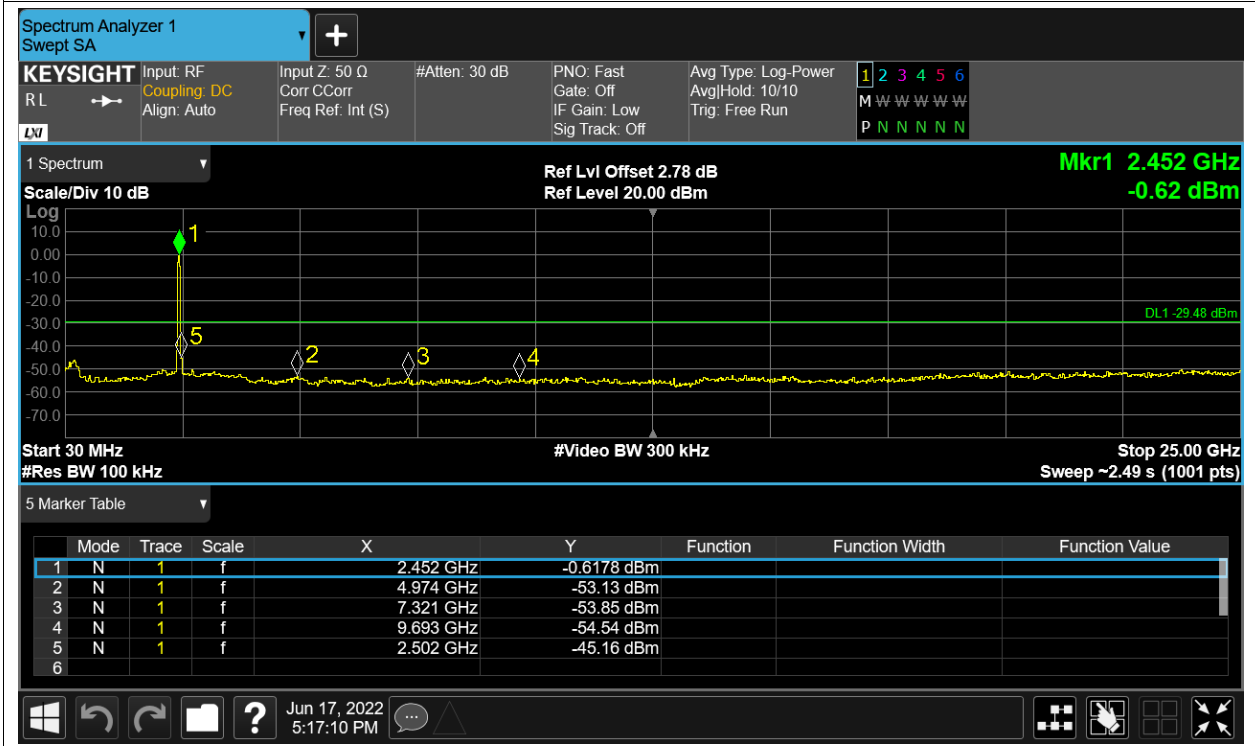 Spectrum Analyzer 1
Swept SA
+
KEYSIGHT
R L
LXI
Input: RF
Coupling: DC
Align: Auto
Input Z: 50 Ω
Corr CCorr
Freq Ref: Int (S)
#Atten: 30 dB
PNO: Fast
Gate: Off
IF Gain: Low
Sig Track: Off
Avg Type: Log-Power
Avg|Hold: 10/10
Trig: Free Run
1 2 3 4 5 6
M W W W W W
P N N N N N
1 Spectrum
Scale/Div 10 dB
Log
Ref Lvl Offset 2.78 dB
Ref Level 20.00 dBm
Mkr1 2.452 GHz
-0.62 dBm
10.0
0.00
-10.0
-20.0
-30.0
-40.0
-50.0
-60.0
-70.0
1
5
2
3
4
DL1 -29.48 dBm
Start 30 MHz
#Res BW 100 kHz
#Video BW 300 kHz
Stop 25.00 GHz
Sweep ~2.49 s (1001 pts)
5 Marker Table
Mode Trace Scale X Y Function Function Width Function Value
1 N 1 f 2.452 GHz -0.6178 dBm
2 N 1 f 4.974 GHz -53.13 dBm
3 N 1 f 7.321 GHz -53.85 dBm
4 N 1 f 9.693 GHz -54.54 dBm
5 N 1 f 2.502 GHz -45.16 dBm
6
?
Jun 17, 2022
5:17:10 PM